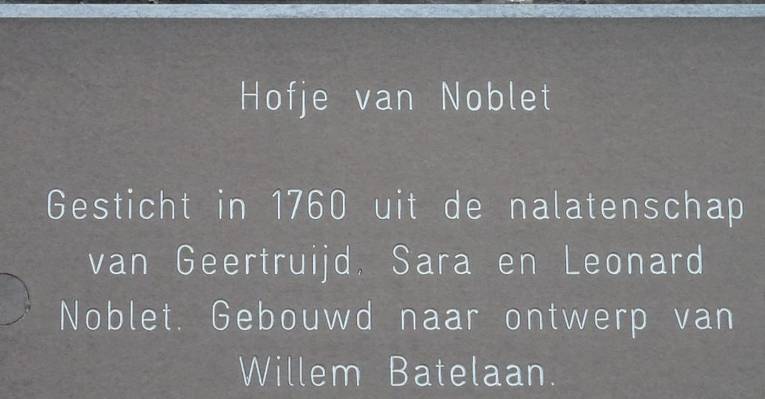 Hofje van Noblet
Gesticht in 1760 uit de nalatenschap
van Geertruijd, Sara en Leonard
Noblet. Gebouwd naar ontwerp van
Willem Batelaan.